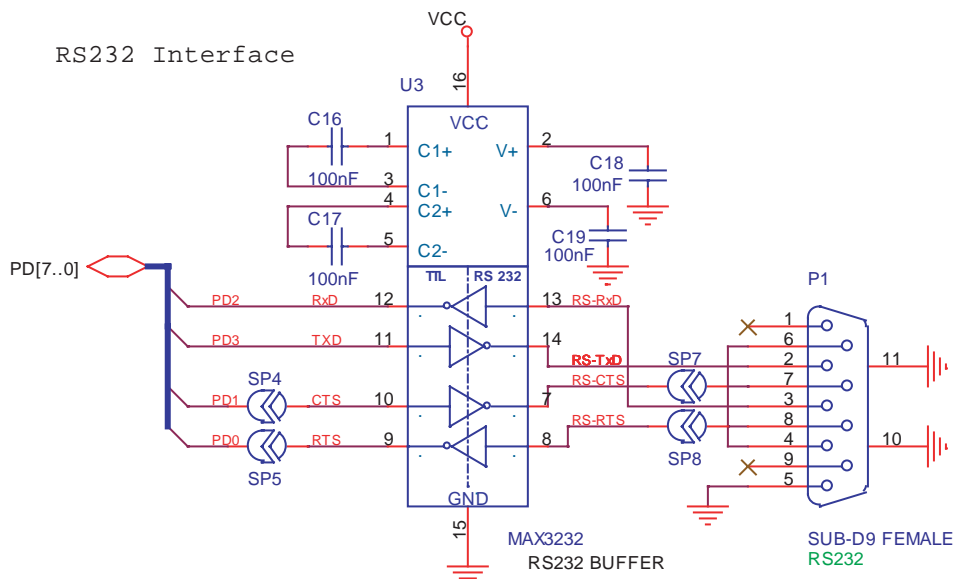 VCC
RS232 Interface
U3
16
VCC
C16
1
C1+
V+
2
C18
100nF
100nF
3
C1-
4
C2+
V-
6
C17
C19
100nF
5
C2-
100nF
PD[7..0]
TTL
RS 232
P1
PD2
RxD
12
13
RS-RxD
1
6
PD3
TXD
11
14
RS-TxD
SP7
2
11
SP4
RS-CTS
7
PD1
CTS
10
7
3
RS-RTS
8
PD0
RTS
9
8
SP8
4
10
SP5
9
5
GND
15
MAX3232
RS232 BUFFER
SUB-D9 FEMALE
RS232